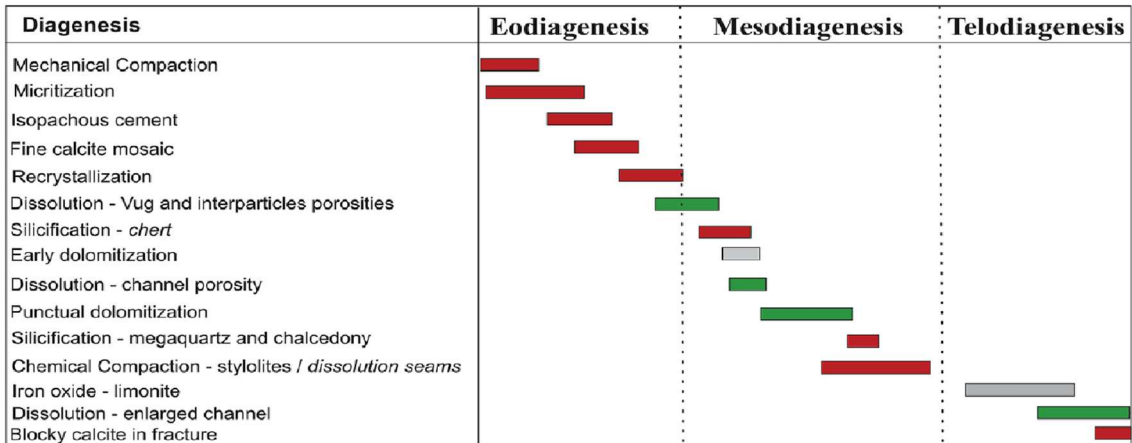 Diagenesis Eodiagenesis Mesodiagenesis Telodiagenesis
Mechanical Compaction
Micritization
Isopachous cement
Fine calcite mosaic
Recrystallization
Dissolution - Vug and interparticles porosities
Silicification - chert
Early dolomitization
Dissolution - channel porosity
Punctual dolomitization
Silicification - megaquartz and chalcedony
Chemical Compaction - stylolites / dissolution seams
Iron oxide - limonite
Dissolution - enlarged channel
Blocky calcite in fracture